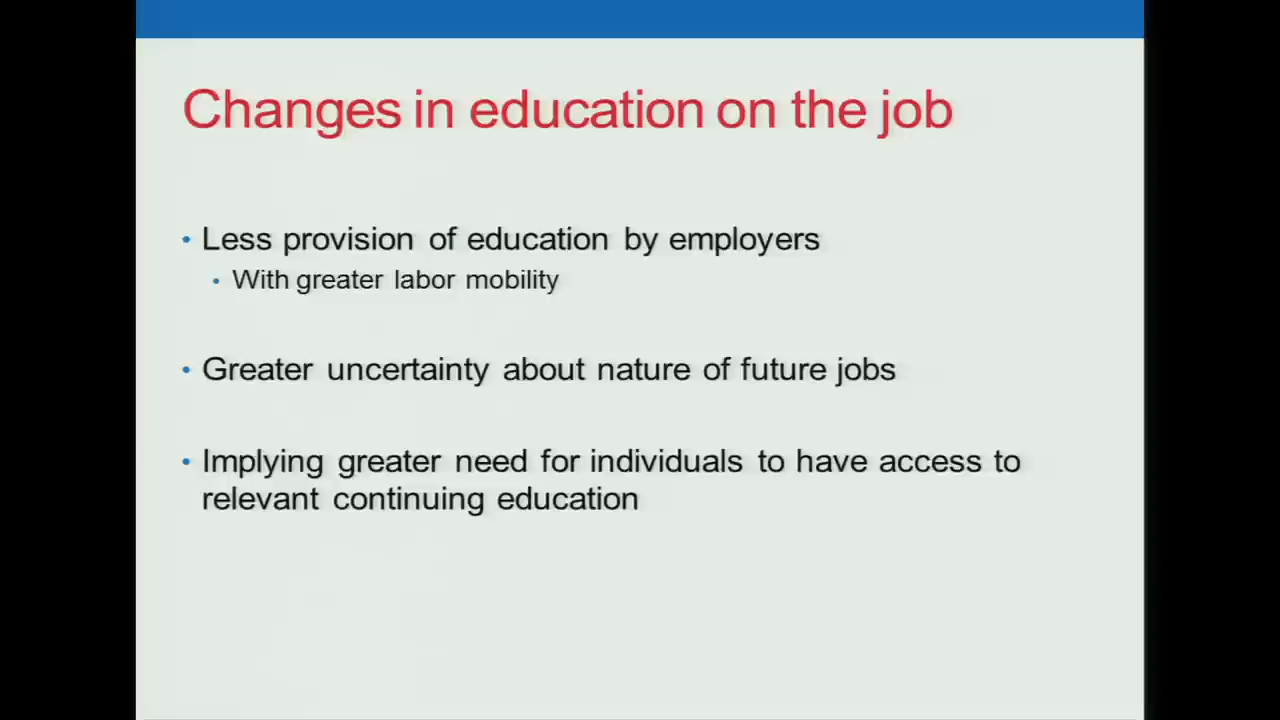 Changes in education on the job
• Less provision of education by employers
• With greater labor mobility
• Greater uncertainty about nature of future jobs
• Implying greater need for individuals to have access to
relevant continuing education